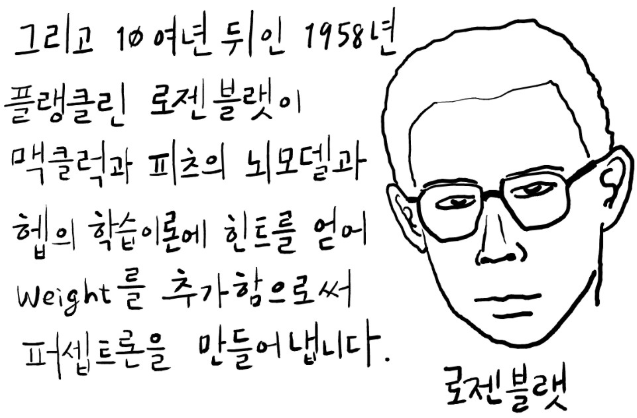 그리고 10여년 뒤인 1958년
플랭클린 로젠블랫이
맥클럭과 피츠의 뇌모델과
헵의 학습이론에 힌트를 얻어
Weight를 추가함으로써
퍼셉트론을 만들어냅니다.
로젠블랫